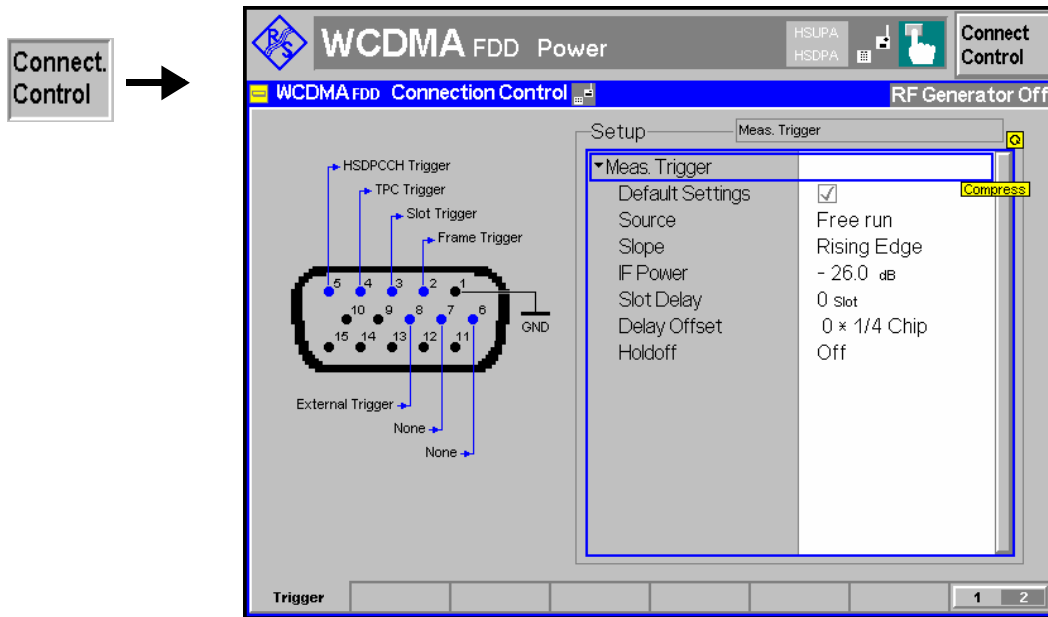 Connect.
Control
R&S
WCDMA FDD Power
HSUPA
HSDPA
Connect
Control
WCDMA FDD Connection Control
RF Generator Off
Setup
Meas. Trigger
HSDPCCH Trigger
TPC Trigger
Slot Trigger
Frame Trigger
5 4 3 2 1
10 9 8 7 6
15 14 13 12 11
GND
External Trigger
None
None
Meas. Trigger
Compress
Default Settings
Source Free run
Slope Rising Edge
IF Power - 26.0 dB
Slot Delay 0 Slot
Delay Offset 0 * 1/4 Chip
Holdoff Off
Trigger
1 2